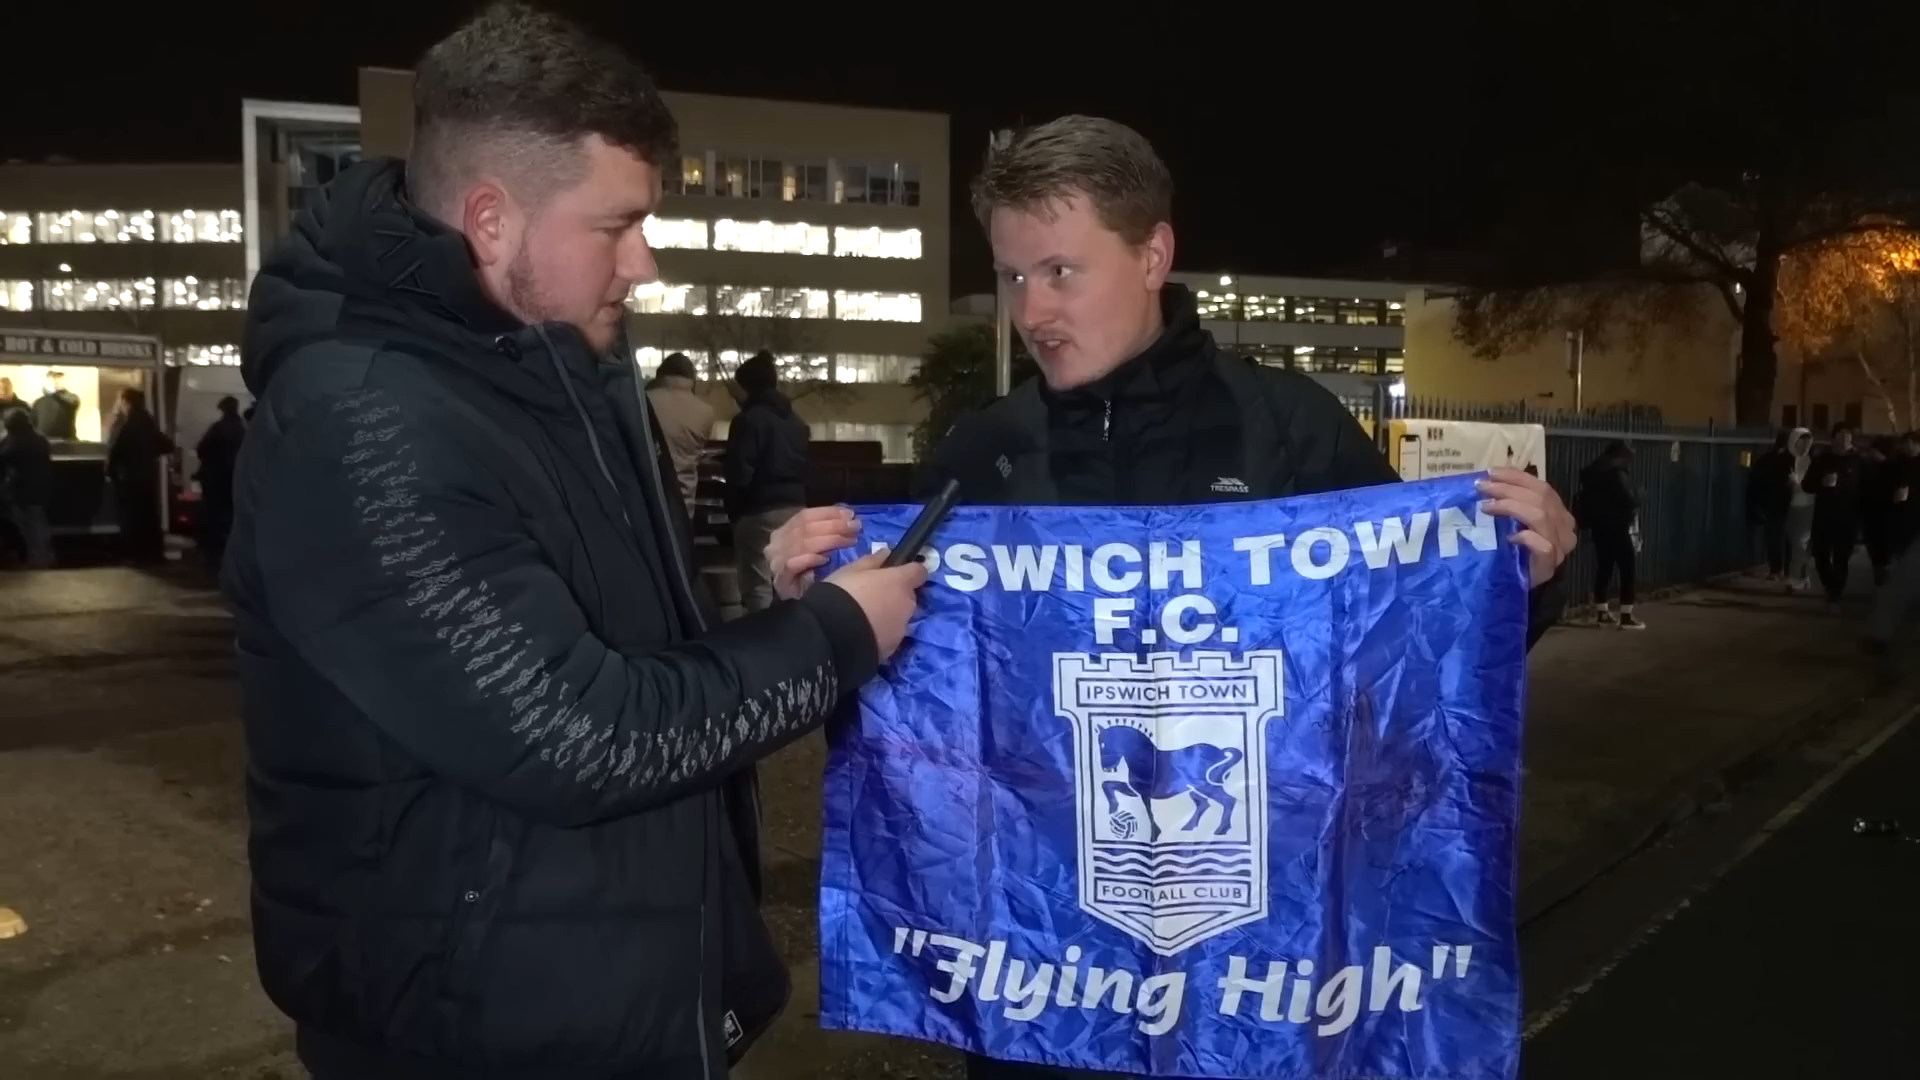 HOT & COLD DRINKS
TRESPASS
IPSWICH TOWN
F.C.
IPSWICH TOWN
FOOTBALL CLUB
"Flying High"